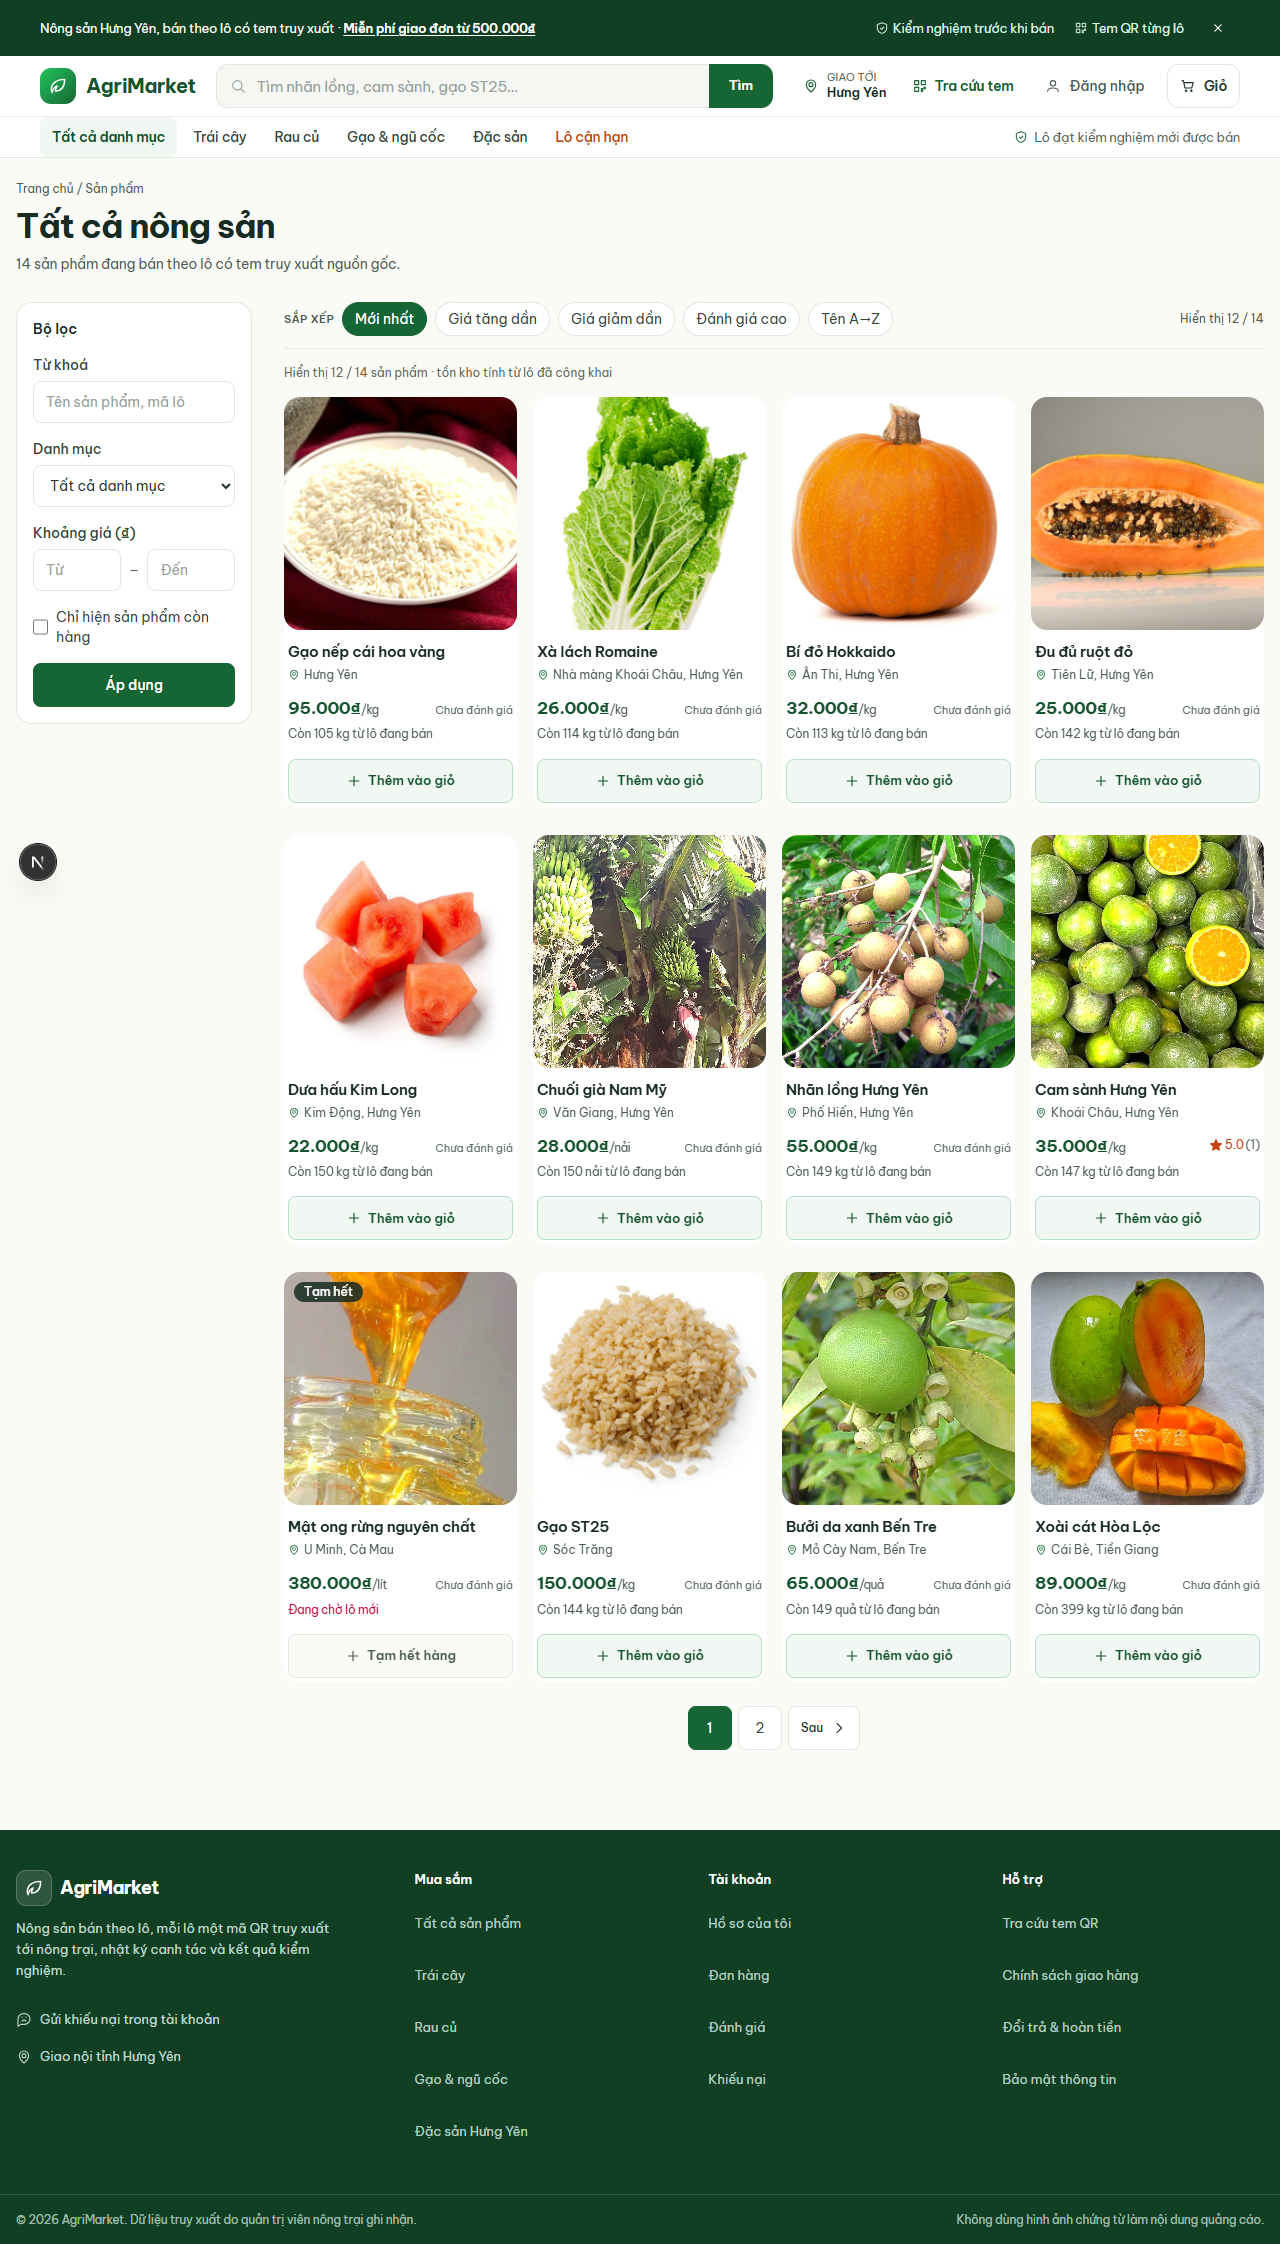 Nông sản Hưng Yên, bán theo lô có tem truy xuất · Miễn phí giao đơn từ 500.000₫
Kiểm nghiệm trước khi bán
Tem QR từng lô
AgriMarket
Tìm nhãn lồng, cam sành, gạo ST25...
Tìm
GIAO TỚI
Hưng Yên
Tra cứu tem
Đăng nhập
Giỏ
Tất cả danh mục
Trái cây
Rau củ
Gạo & ngũ cốc
Đặc sản
Lô cận hạn
Lô đạt kiểm nghiệm mới được bán
Trang chủ / Sản phẩm
Tất cả nông sản
14 sản phẩm đang bán theo lô có tem truy xuất nguồn gốc.
Bộ lọc
Từ khoá
Tên sản phẩm, mã lô
Danh mục
Tất cả danh mục
Khoảng giá (₫)
Từ
–
Đến
Chỉ hiện sản phẩm còn
hàng
Áp dụng
SẮP XẾP
Mới nhất
Giá tăng dần
Giá giảm dần
Đánh giá cao
Tên A→Z
Hiển thị 12 / 14
Hiển thị 12 / 14 sản phẩm · tồn kho tính từ lô đã công khai
Gạo nếp cái hoa vàng
Hưng Yên
95.000₫/kg
Chưa đánh giá
Còn 105 kg từ lô đang bán
Thêm vào giỏ
Xà lách Romaine
Nhà màng Khoái Châu, Hưng Yên
26.000₫/kg
Chưa đánh giá
Còn 114 kg từ lô đang bán
Thêm vào giỏ
Bí đỏ Hokkaido
Ân Thi, Hưng Yên
32.000₫/kg
Chưa đánh giá
Còn 113 kg từ lô đang bán
Thêm vào giỏ
Đu đủ ruột đỏ
Tiên Lữ, Hưng Yên
25.000₫/kg
Chưa đánh giá
Còn 142 kg từ lô đang bán
Thêm vào giỏ
N
Dưa hấu Kim Long
Kim Động, Hưng Yên
22.000₫/kg
Chưa đánh giá
Còn 150 kg từ lô đang bán
Thêm vào giỏ
Chuối già Nam Mỹ
Văn Giang, Hưng Yên
28.000₫/nải
Chưa đánh giá
Còn 150 nải từ lô đang bán
Thêm vào giỏ
Nhãn lồng Hưng Yên
Phố Hiến, Hưng Yên
55.000₫/kg
Chưa đánh giá
Còn 149 kg từ lô đang bán
Thêm vào giỏ
Cam sành Hưng Yên
Khoái Châu, Hưng Yên
35.000₫/kg
5.0 (1)
Còn 147 kg từ lô đang bán
Thêm vào giỏ
Tạm hết
Mật ong rừng nguyên chất
U Minh, Cà Mau
380.000₫/lít
Chưa đánh giá
Đang chờ lô mới
Tạm hết hàng
Gạo ST25
Sóc Trăng
150.000₫/kg
Chưa đánh giá
Còn 144 kg từ lô đang bán
Thêm vào giỏ
Bưởi da xanh Bến Tre
Mỏ Cày Nam, Bến Tre
65.000₫/quả
Chưa đánh giá
Còn 149 quả từ lô đang bán
Thêm vào giỏ
Xoài cát Hòa Lộc
Cái Bè, Tiền Giang
89.000₫/kg
Chưa đánh giá
Còn 399 kg từ lô đang bán
Thêm vào giỏ
1
2
Sau
AgriMarket
Nông sản bán theo lô, mỗi lô một mã QR truy xuất
tới nông trại, nhật ký canh tác và kết quả kiểm
nghiệm.
Gửi khiếu nại trong tài khoản
Giao nội tỉnh Hưng Yên
Mua sắm
Tất cả sản phẩm
Trái cây
Rau củ
Gạo & ngũ cốc
Đặc sản Hưng Yên
Tài khoản
Hồ sơ của tôi
Đơn hàng
Đánh giá
Khiếu nại
Hỗ trợ
Tra cứu tem QR
Chính sách giao hàng
Đổi trả & hoàn tiền
Bảo mật thông tin
© 2026 AgriMarket. Dữ liệu truy xuất do quản trị viên nông trại ghi nhận.
Không dùng hình ảnh chứng từ làm nội dung quảng cáo.